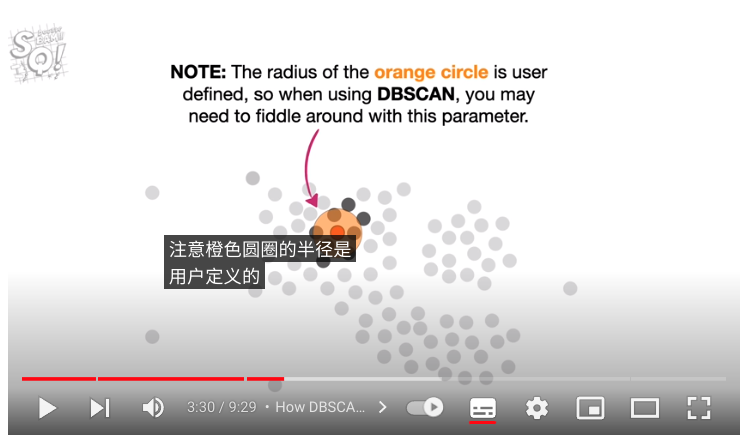 SQ!
NOTE: The radius of the orange circle is user
defined, so when using DBSCAN, you may
need to fiddle around with this parameter.
注意橙色圆圈的半径是
用户定义的
3:30 / 9:29 • How DBSCA...